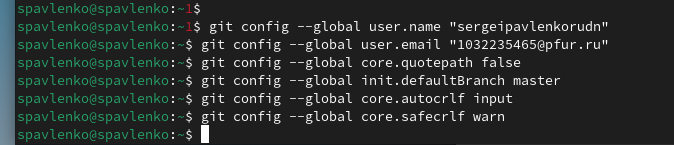 spavlenko@spavlenko:~1$
spavlenko@spavlenko:~1$ git config --global user.name "sergeipavlenkorudn"
spavlenko@spavlenko:~$ git config --global user.email "1032235465@pfur.ru"
spavlenko@spavlenko:~$ git config --global core.quotepath false
spavlenko@spavlenko:~$ git config --global init.defaultBranch master
spavlenko@spavlenko:~$ git config --global core.autocrlf input
spavlenko@spavlenko:~$ git config --global core.safecrlf warn
spavlenko@spavlenko:~$